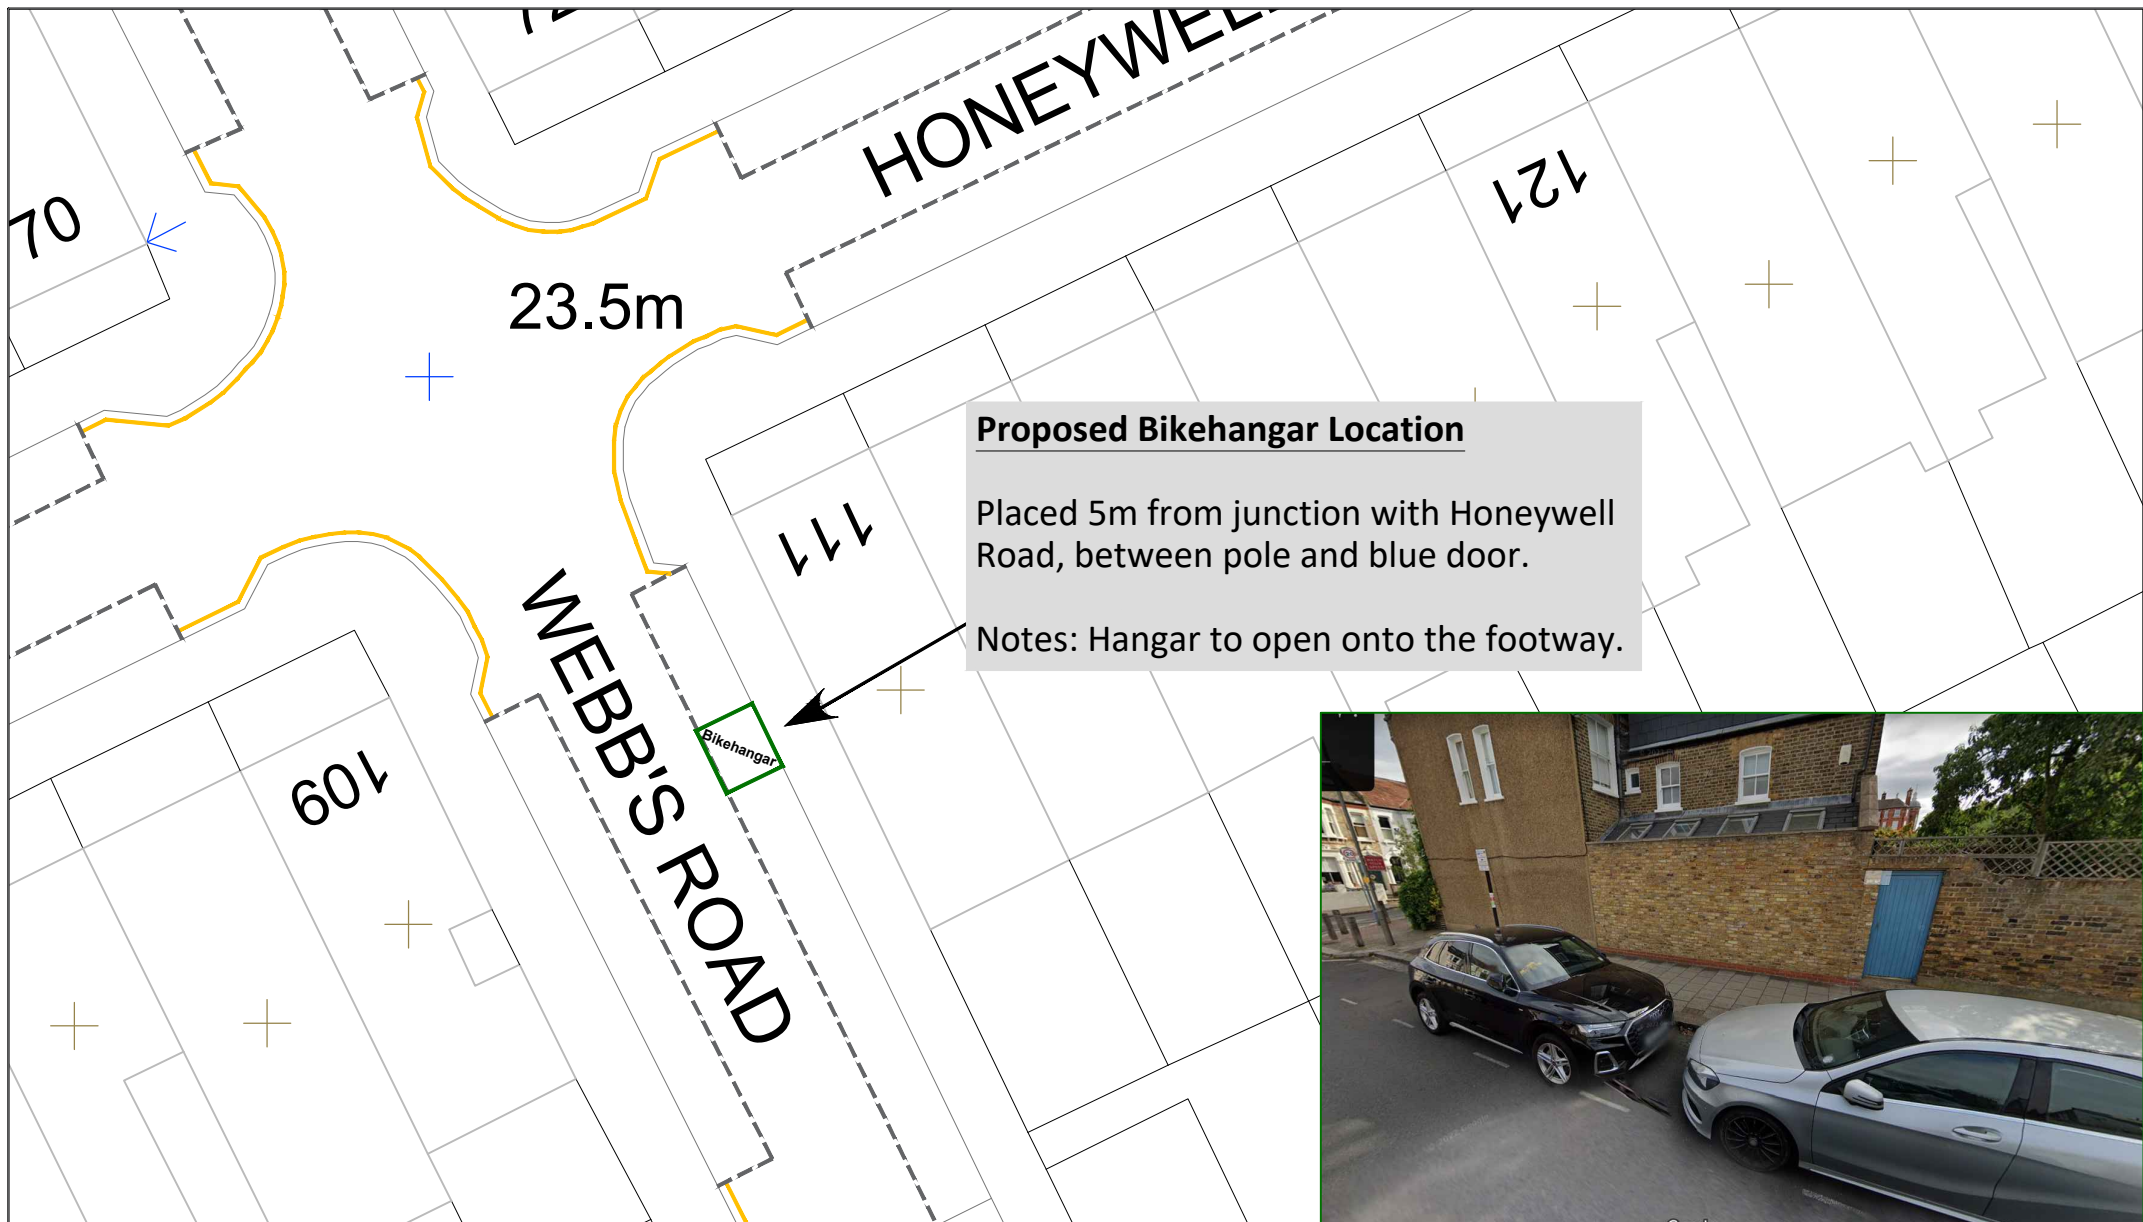 HONEYWELL
70
121
23.5m
Proposed Bikehangar Location
Placed 5m from junction with Honeywell
Road, between pole and blue door.
Notes: Hangar to open onto the footway.
111
WEBB'S ROAD
Bikehangar
109